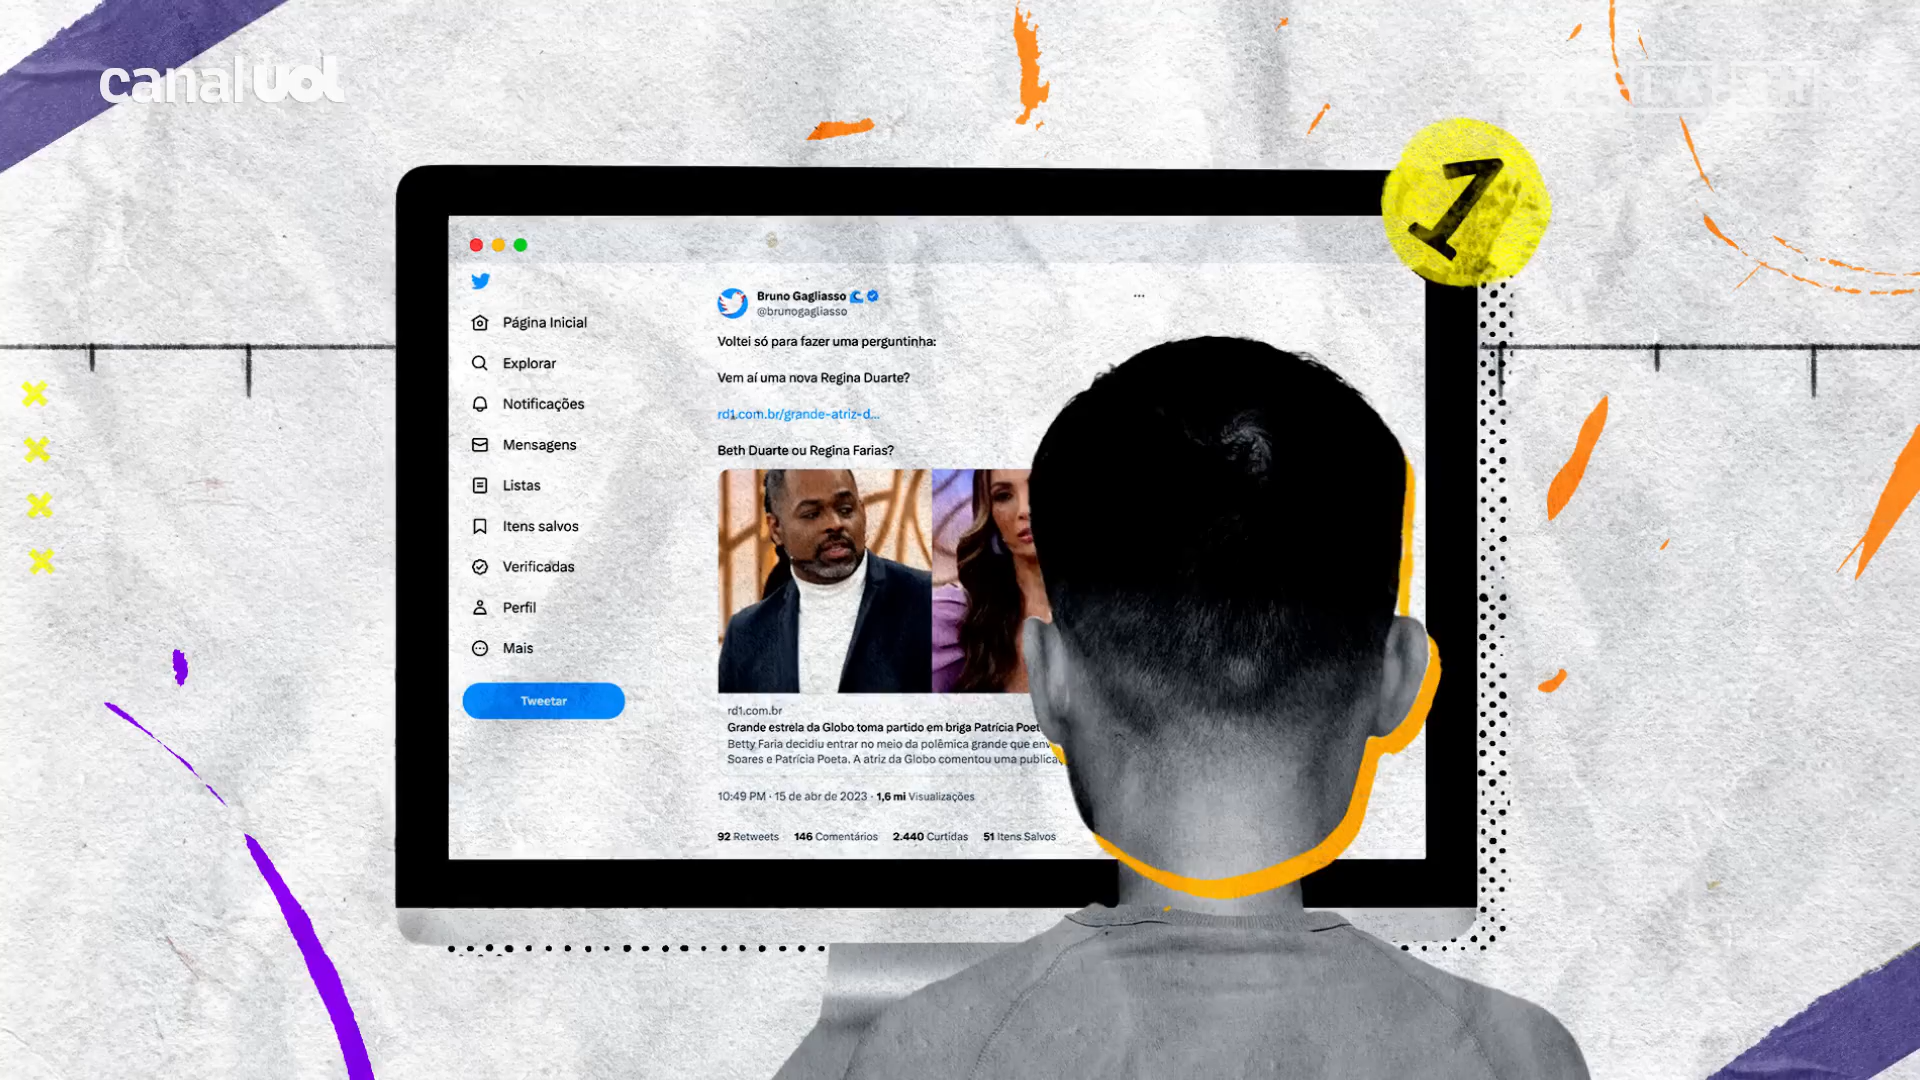 canal uol
1
Bruno Gagliasso
@brunogagliasso
Página Inicial
Explorar
Notificações
Mensagens
Listas
Itens salvos
Verificadas
Perfil
Mais
Tweetar
Voltei só para fazer uma perguntinha:
Vem aí uma nova Regina Duarte?
rd1.com.br/grande-atriz-d...
Beth Duarte ou Regina Farias?
rd1.com.br
Grande estrela da Globo toma partido em briga Patrícia
Betty Faria decidiu entrar no meio da polêmica grande que
Soares e Patrícia Poeta. A atriz da Globo comentou uma
10:49 PM · 15 de abr de 2023 · 1,6 mi Visualizações
92 Retweets 146 Comentários 2.440 Curtidas 51 Itens Salvos